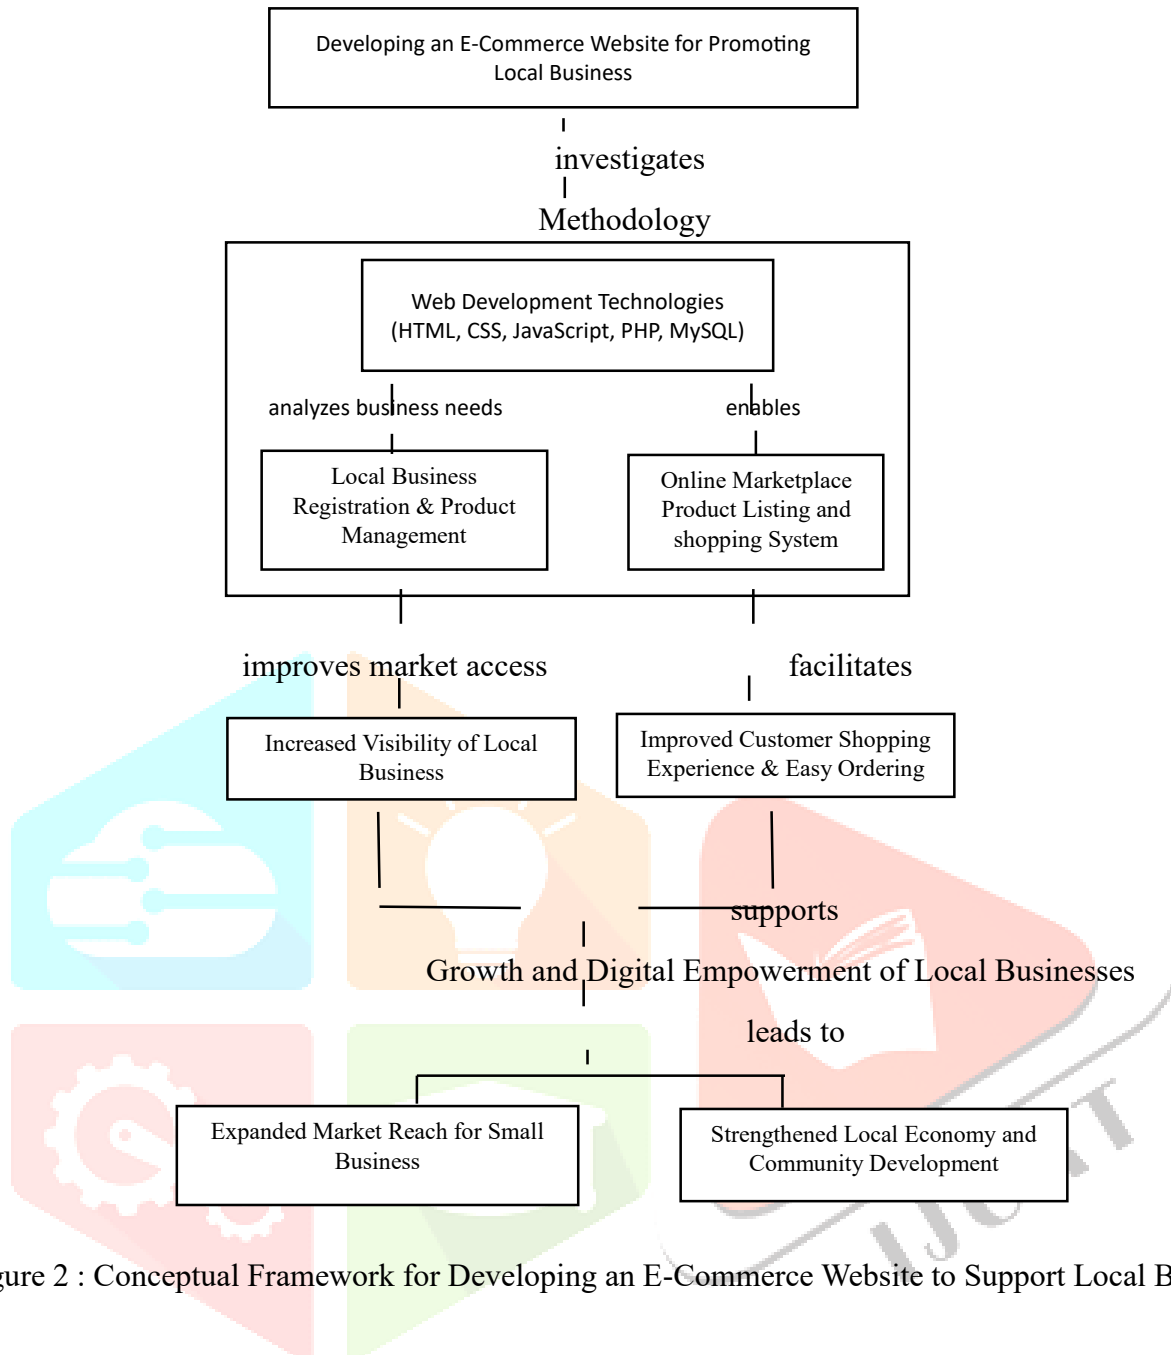 Developing an E-Commerce Website for Promoting
Local Business
investigates
Methodology
Web Development Technologies
(HTML, CSS, JavaScript, PHP, MySQL)
analyzes business needs
enables
Local Business
Registration & Product
Management
Online Marketplace
Product Listing and
shopping System
improves market access
facilitates
Increased Visibility of Local
Business
Improved Customer Shopping
Experience & Easy Ordering
supports
Growth and Digital Empowerment of Local Businesses
leads to
Expanded Market Reach for Small
Business
Strengthened Local Economy and
Community Development
gure 2 : Conceptual Framework for Developing an E-Commerce Website to Support Local B